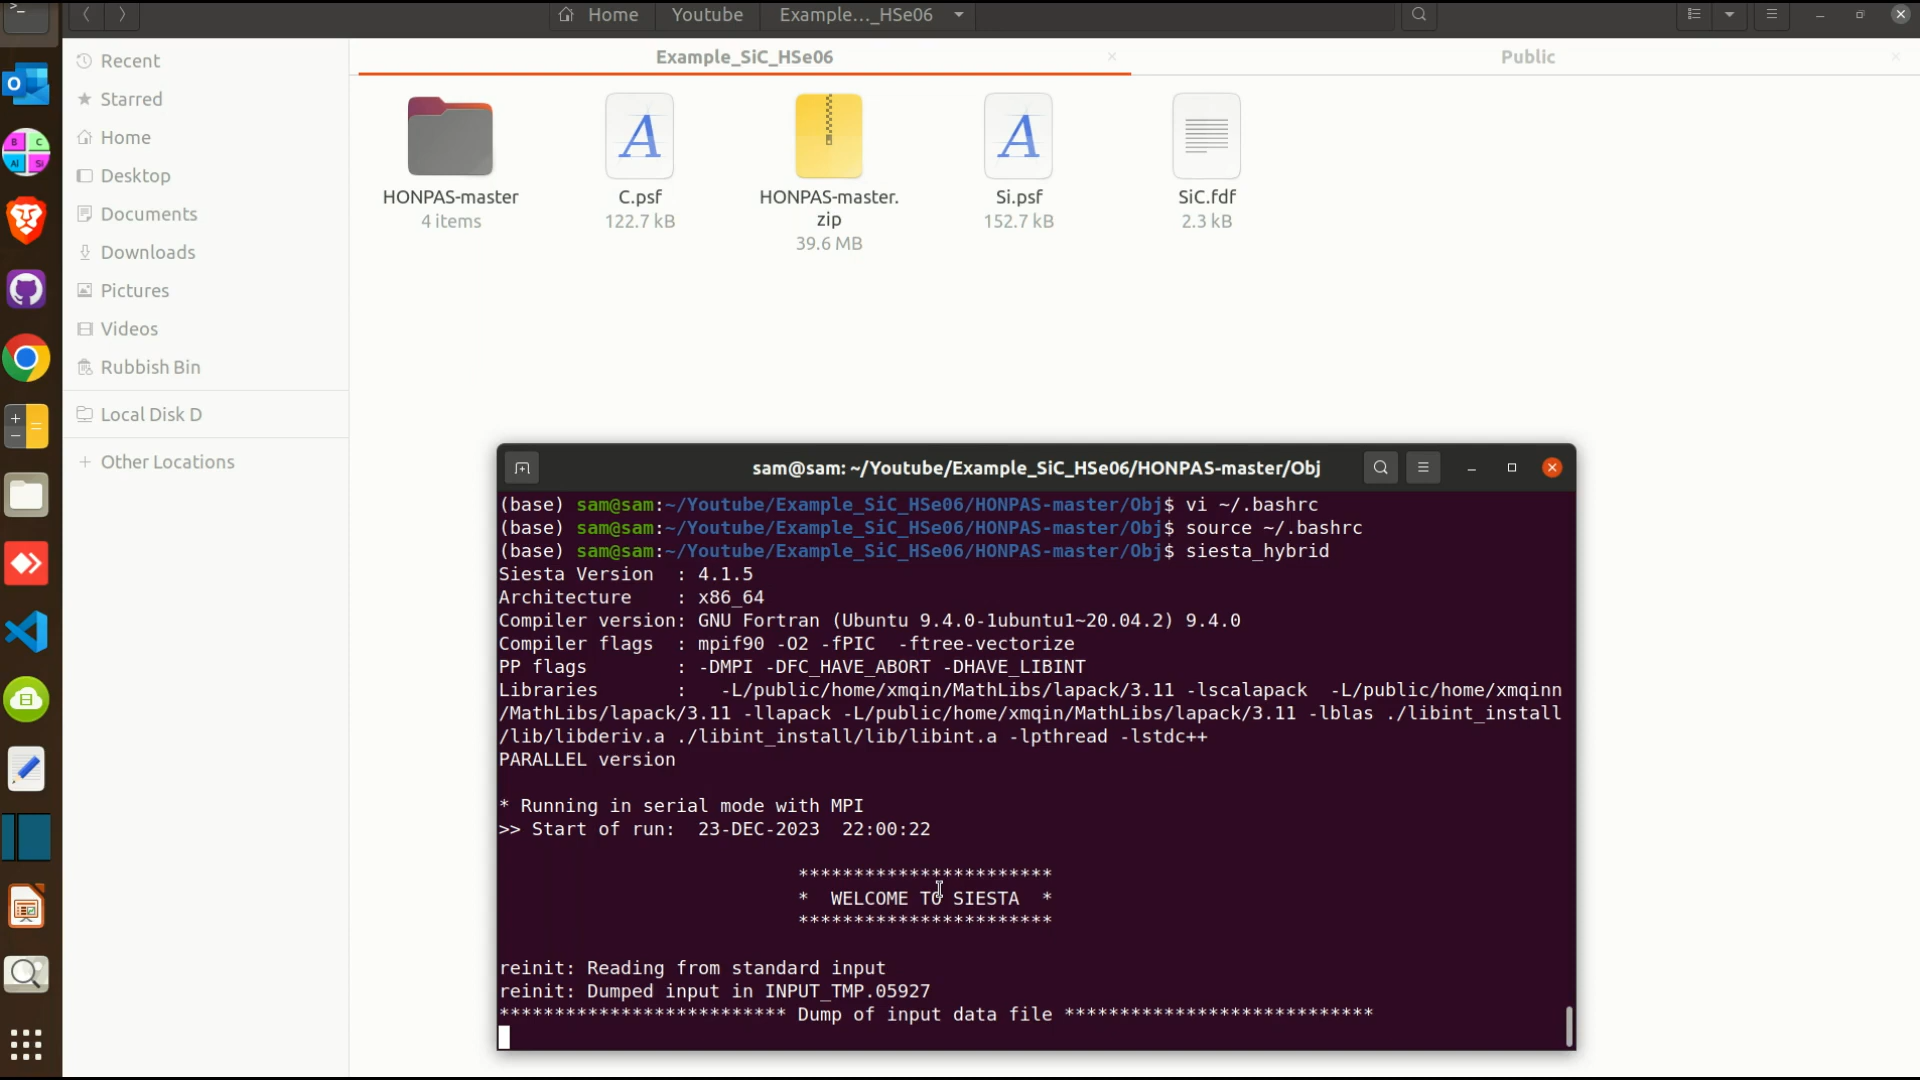 Home
Youtube
Example..._HSe06
Recent
Starred
Home
Desktop
Documents
Downloads
Pictures
Videos
Rubbish Bin
Local Disk D
+ Other Locations
Example_SiC_HSe06
Public
HONPAS-master
4 items
C.psf
122.7 kB
HONPAS-master.
zip
39.6 MB
Si.psf
152.7 kB
SiC.fdf
2.3 kB
B C
Al Si
sam@sam: ~/Youtube/Example_SiC_HSe06/HONPAS-master/Obj
(base) sam@sam:~/Youtube/Example_SiC_HSe06/HONPAS-master/Obj$ vi ~/.bashrc
(base) sam@sam:~/Youtube/Example_SiC_HSe06/HONPAS-master/Obj$ source ~/.bashrc
(base) sam@sam:~/Youtube/Example_SiC_HSe06/HONPAS-master/Obj$ siesta_hybrid
Siesta Version  : 4.1.5
Architecture    : x86_64
Compiler version: GNU Fortran (Ubuntu 9.4.0-1ubuntu1~20.04.2) 9.4.0
Compiler flags  : mpif90 -O2 -fPIC  -ftree-vectorize
PP flags        : -DMPI -DFC_HAVE_ABORT -DHAVE_LIBINT
Libraries       :   -L/public/home/xmqin/MathLibs/lapack/3.11 -lscalapack  -L/public/home/xmqinn
/MathLibs/lapack/3.11 -llapack -L/public/home/xmqin/MathLibs/lapack/3.11 -lblas ./libint_install
/lib/libderiv.a ./libint_install/lib/libint.a -lpthread -lstdc++
PARALLEL version
* Running in serial mode with MPI
>> Start of run:  23-DEC-2023  22:00:22
***********************
*  WELCOME TO SIESTA  *
***********************
reinit: Reading from standard input
reinit: Dumped input in INPUT_TMP.05927
************************** Dump of input data file ****************************